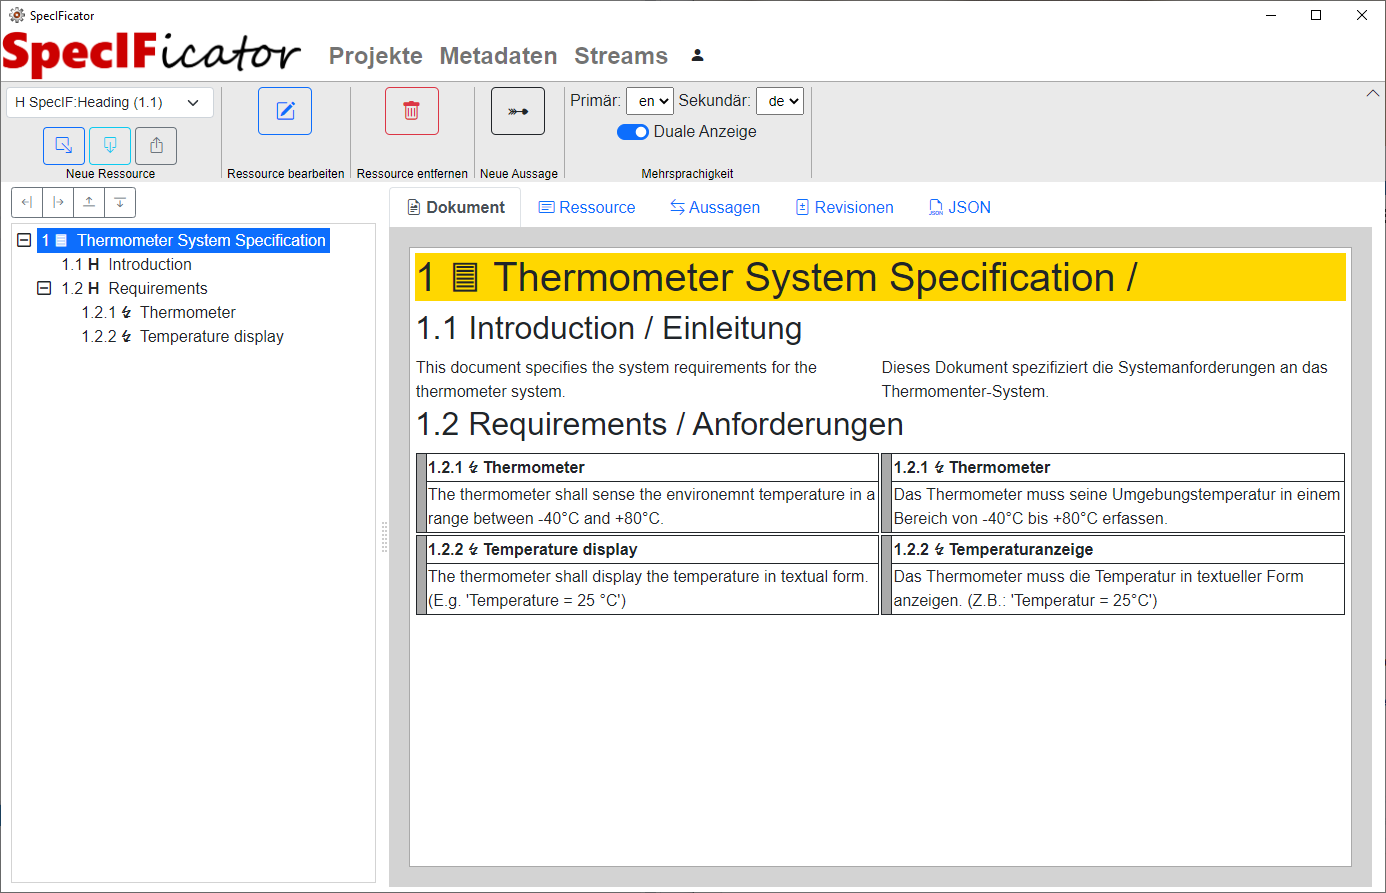 SpecIFicator
SpecIFicator
Projekte Metadaten Streams
H SpecIF:Heading (1.1)
Neue Ressource
Ressource bearbeiten
Ressource entfernen
Neue Aussage
Primär: en Sekundär: de
Duale Anzeige
Mehrsprachigkeit
1 Thermometer System Specification
1.1 H Introduction
1.2 H Requirements
1.2.1 Thermometer
1.2.2 Temperature display
Dokument Ressource Aussagen Revisionen JSON
1 Thermometer System Specification /
1.1 Introduction / Einleitung
This document specifies the system requirements for the
thermometer system.
Dieses Dokument spezifiziert die Systemanforderungen an das
Thermomenter-System.
1.2 Requirements / Anforderungen
1.2.1 Thermometer
The thermometer shall sense the environemnt temperature in a
range between -40°C and +80°C.
1.2.1 Thermometer
Das Thermometer muss seine Umgebungstemperatur in einem
Bereich von -40°C bis +80°C erfassen.
1.2.2 Temperature display
The thermometer shall display the temperature in textual form.
(E.g. 'Temperature = 25 °C')
1.2.2 Temperaturanzeige
Das Thermometer muss die Temperatur in textueller Form
anzeigen. (Z.B.: 'Temperatur = 25°C')